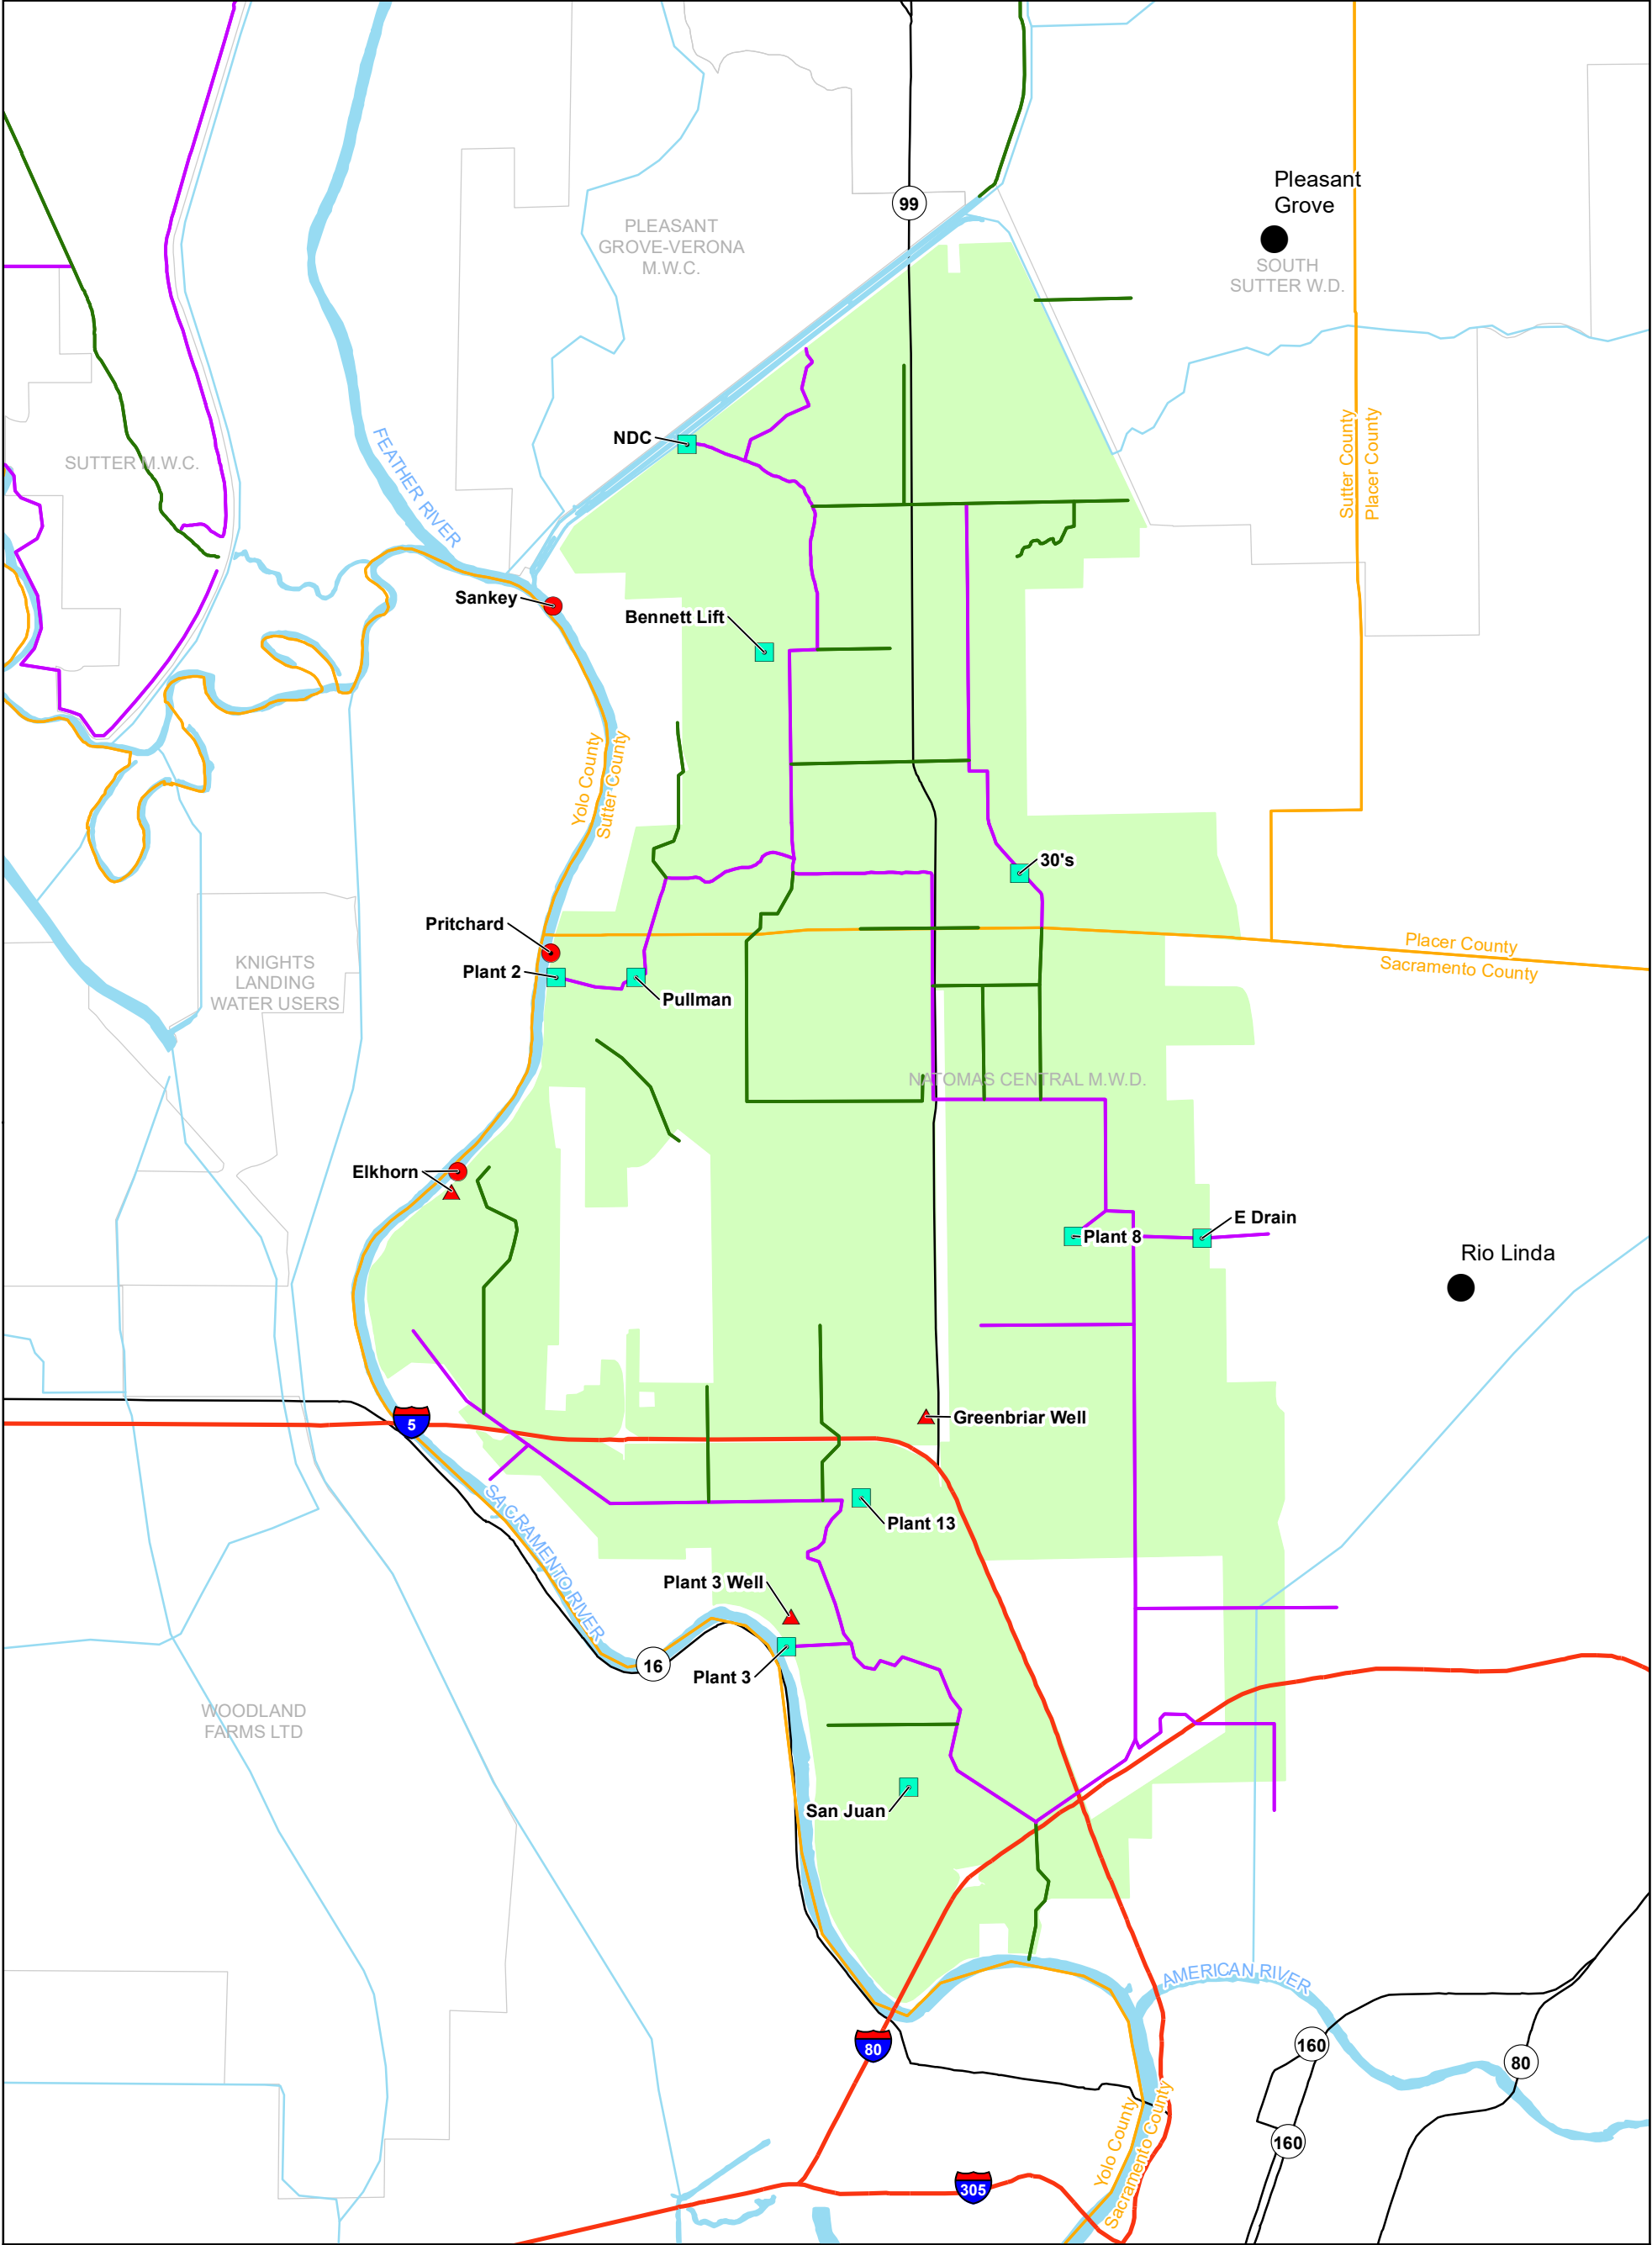 Pleasant
Grove
99
PLEASANT
GROVE-VERONA
M.W.C.
SOUTH
SUTTER W.D.
NDC
SUTTER M.W.C.
FEATHER RIVER
Sutter County
Placer County
Sankey
Bennett Lift
Yolo County
Sutter County
30's
Pritchard
Placer County
Sacramento County
KNIGHTS
LANDING
WATER USERS
Plant 2
Pullman
NATOMAS CENTRAL M.W.D.
Elkhorn
E Drain
Plant 8
Rio Linda
5
Greenbriar Well
SACRAMENTO RIVER
Plant 13
Plant 3 Well
16
Plant 3
WOODLAND
FARMS LTD
San Juan
AMERICAN RIVER
80
160
80
160
Yolo County
Sacramento County
305